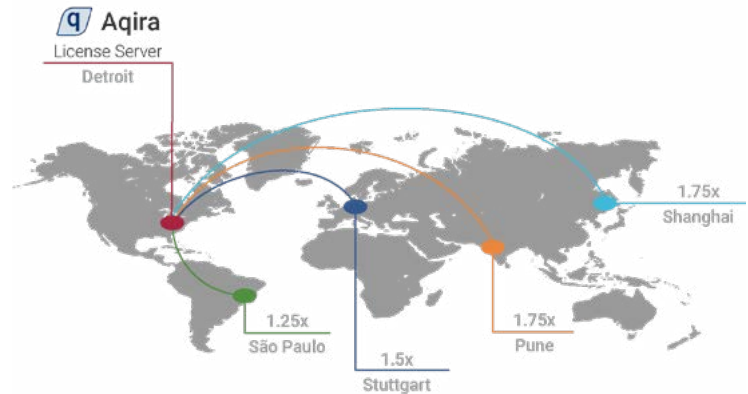 q Aqira
License Server
Detroit
1.75x
Shanghai
1.25x
São Paulo
1.75x
Pune
1.5x
Stuttgart